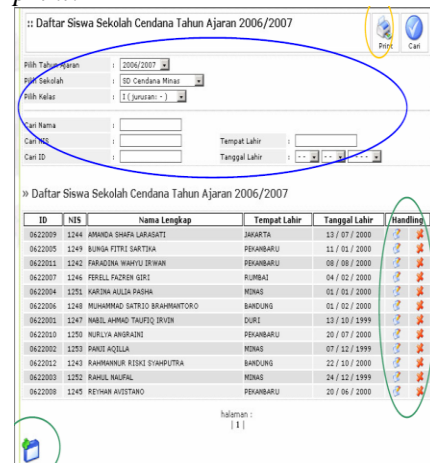 :: Daftar Siswa Sekolah Cendana Tahun Ajaran 2006/2007
Print Cari
Pilih Tahun Ajaran : 2006/2007
Pilih Sekolah : SD Cendana Minas
Pilih Kelas : I ( jurusan: - )
Cari Nama :
Cari NIS : Tempat Lahir :
Cari ID : Tanggal Lahir : -- -- ----
» Daftar Siswa Sekolah Cendana Tahun Ajaran 2006/2007
ID NIS Nama Lengkap Tempat Lahir Tanggal Lahir Handling
0622009 1244 AMANDA SHAFA LARASATI JAKARTA 13 / 07 / 2000
0622005 1249 BUNGA FITRI SARTIKA PEKANBARU 11 / 01 / 2000
0622011 1242 FARADINA WAHYU IRWAN PEKANBARU 08 / 08 / 2000
0622007 1246 FERELL FAZREN GIRI RUMBAI 04 / 02 / 2000
0622004 1251 KARINA AULIA PASHA MINAS 01 / 01 / 2000
0622006 1248 MUHAMMAD SATRIO BRAHMANTORO BANDUNG 01 / 02 / 2000
0622001 1247 NABIL AHMAD TAUFIQ IRVIN DURI 13 / 10 / 1999
0622010 1250 NURLYA ANGRAINI PEKANBARU 20 / 07 / 2000
0622002 1253 PANJI AQILLA MINAS 07 / 12 / 1999
0622012 1243 RAHMANNUR RISKI SYAHPUTRA BANDUNG 22 / 10 / 2000
0622003 1252 RAHUL NAUFAL MINAS 24 / 12 / 1999
0622008 1245 REYHAN AVISTANO PEKANBARU 20 / 06 / 2000
halaman :
| 1 |